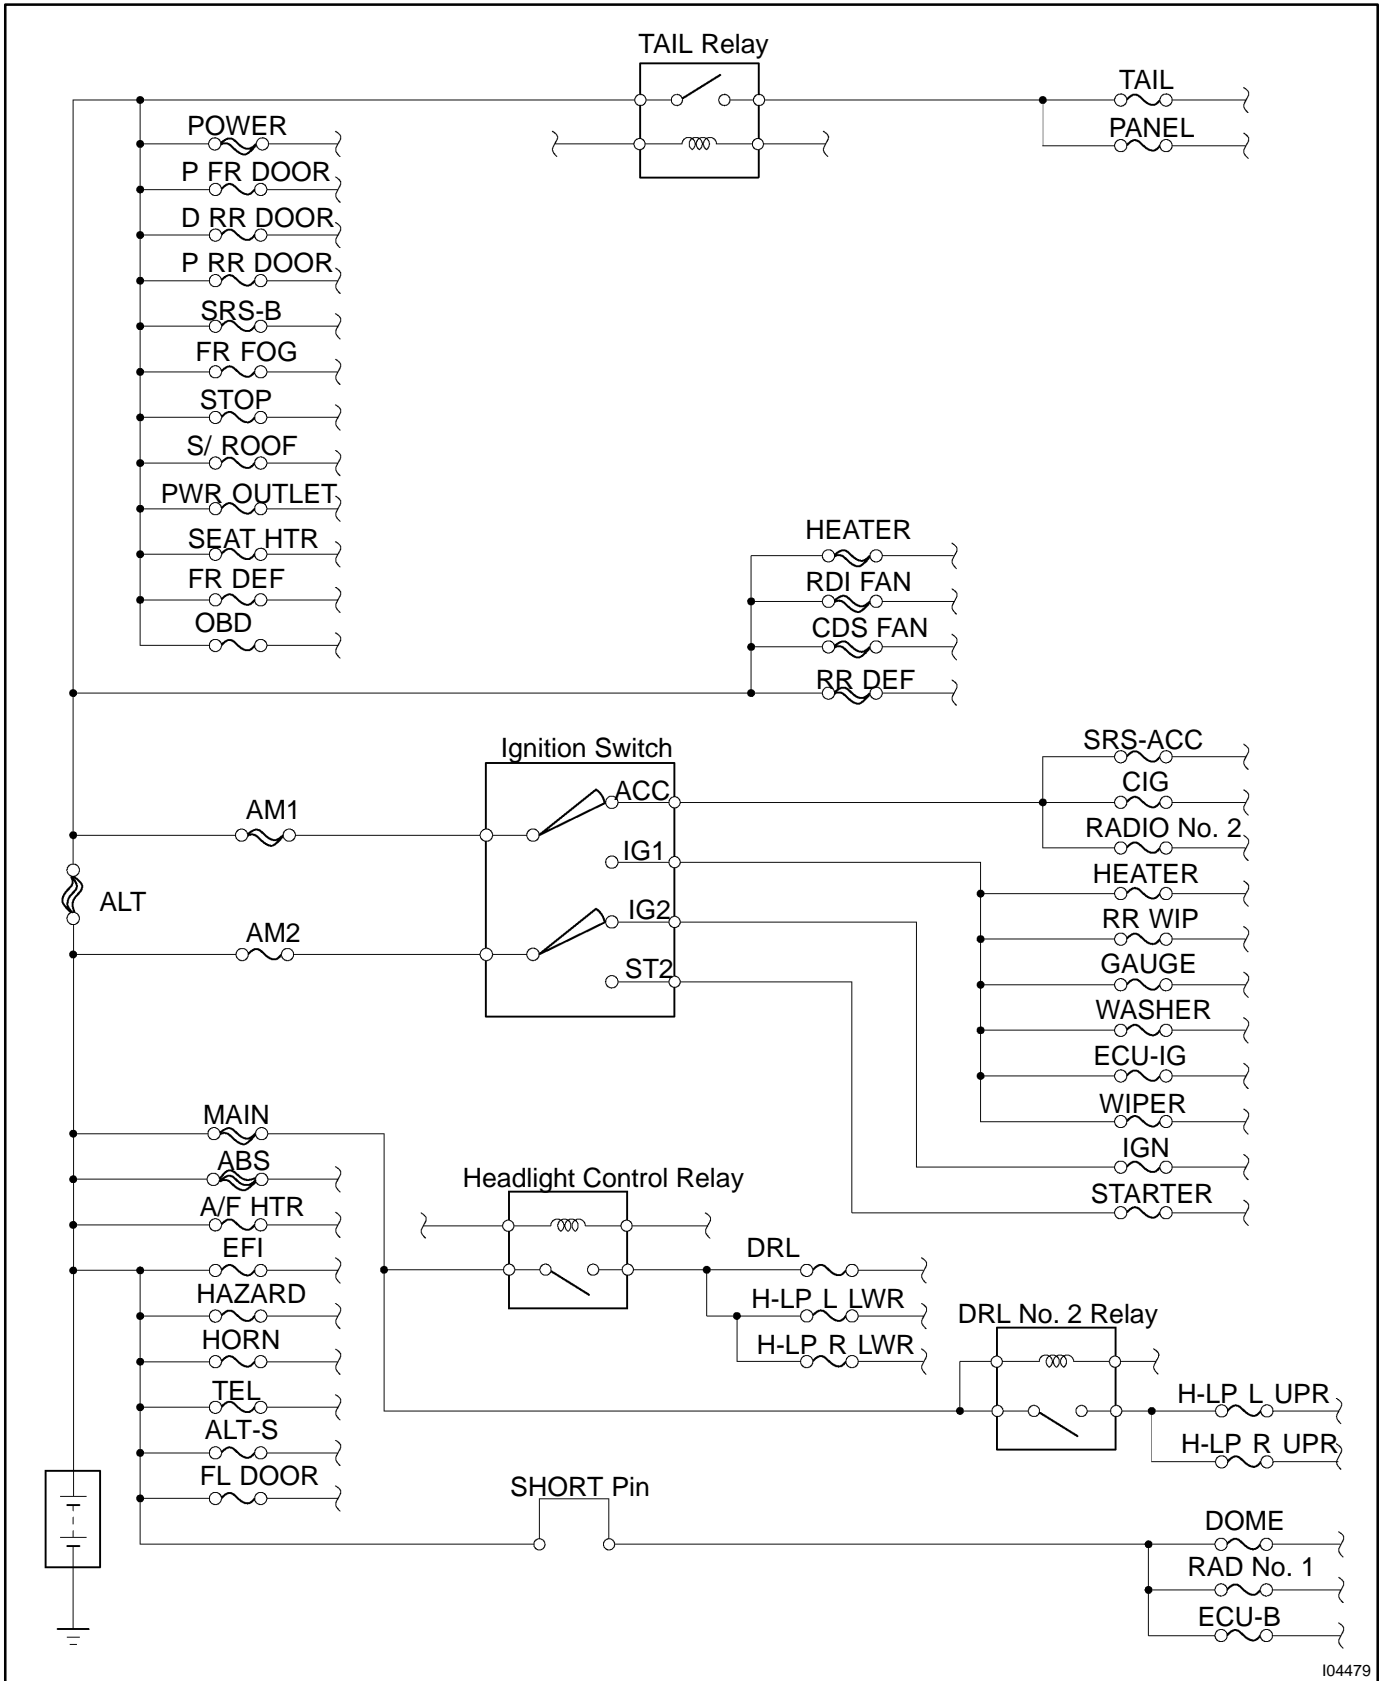 TAIL Relay
TAIL
PANEL
POWER
P FR DOOR
D RR DOOR
P RR DOOR
SRS-B
FR FOG
STOP
S/ ROOF
PWR OUTLET
SEAT HTR
FR DEF
OBD
HEATER
RDI FAN
CDS FAN
RR DEF
Ignition Switch
ACC
IG1
IG2
ST2
AM1
ALT
AM2
SRS-ACC
CIG
RADIO No. 2
HEATER
RR WIP
GAUGE
WASHER
ECU-IG
WIPER
IGN
STARTER
MAIN
ABS
A/F HTR
EFI
HAZARD
HORN
TEL
ALT-S
FL DOOR
Headlight Control Relay
DRL
H-LP L LWR
H-LP R LWR
DRL No. 2 Relay
H-LP L UPR
H-LP R UPR
SHORT Pin
DOME
RAD No. 1
ECU-B
I04479